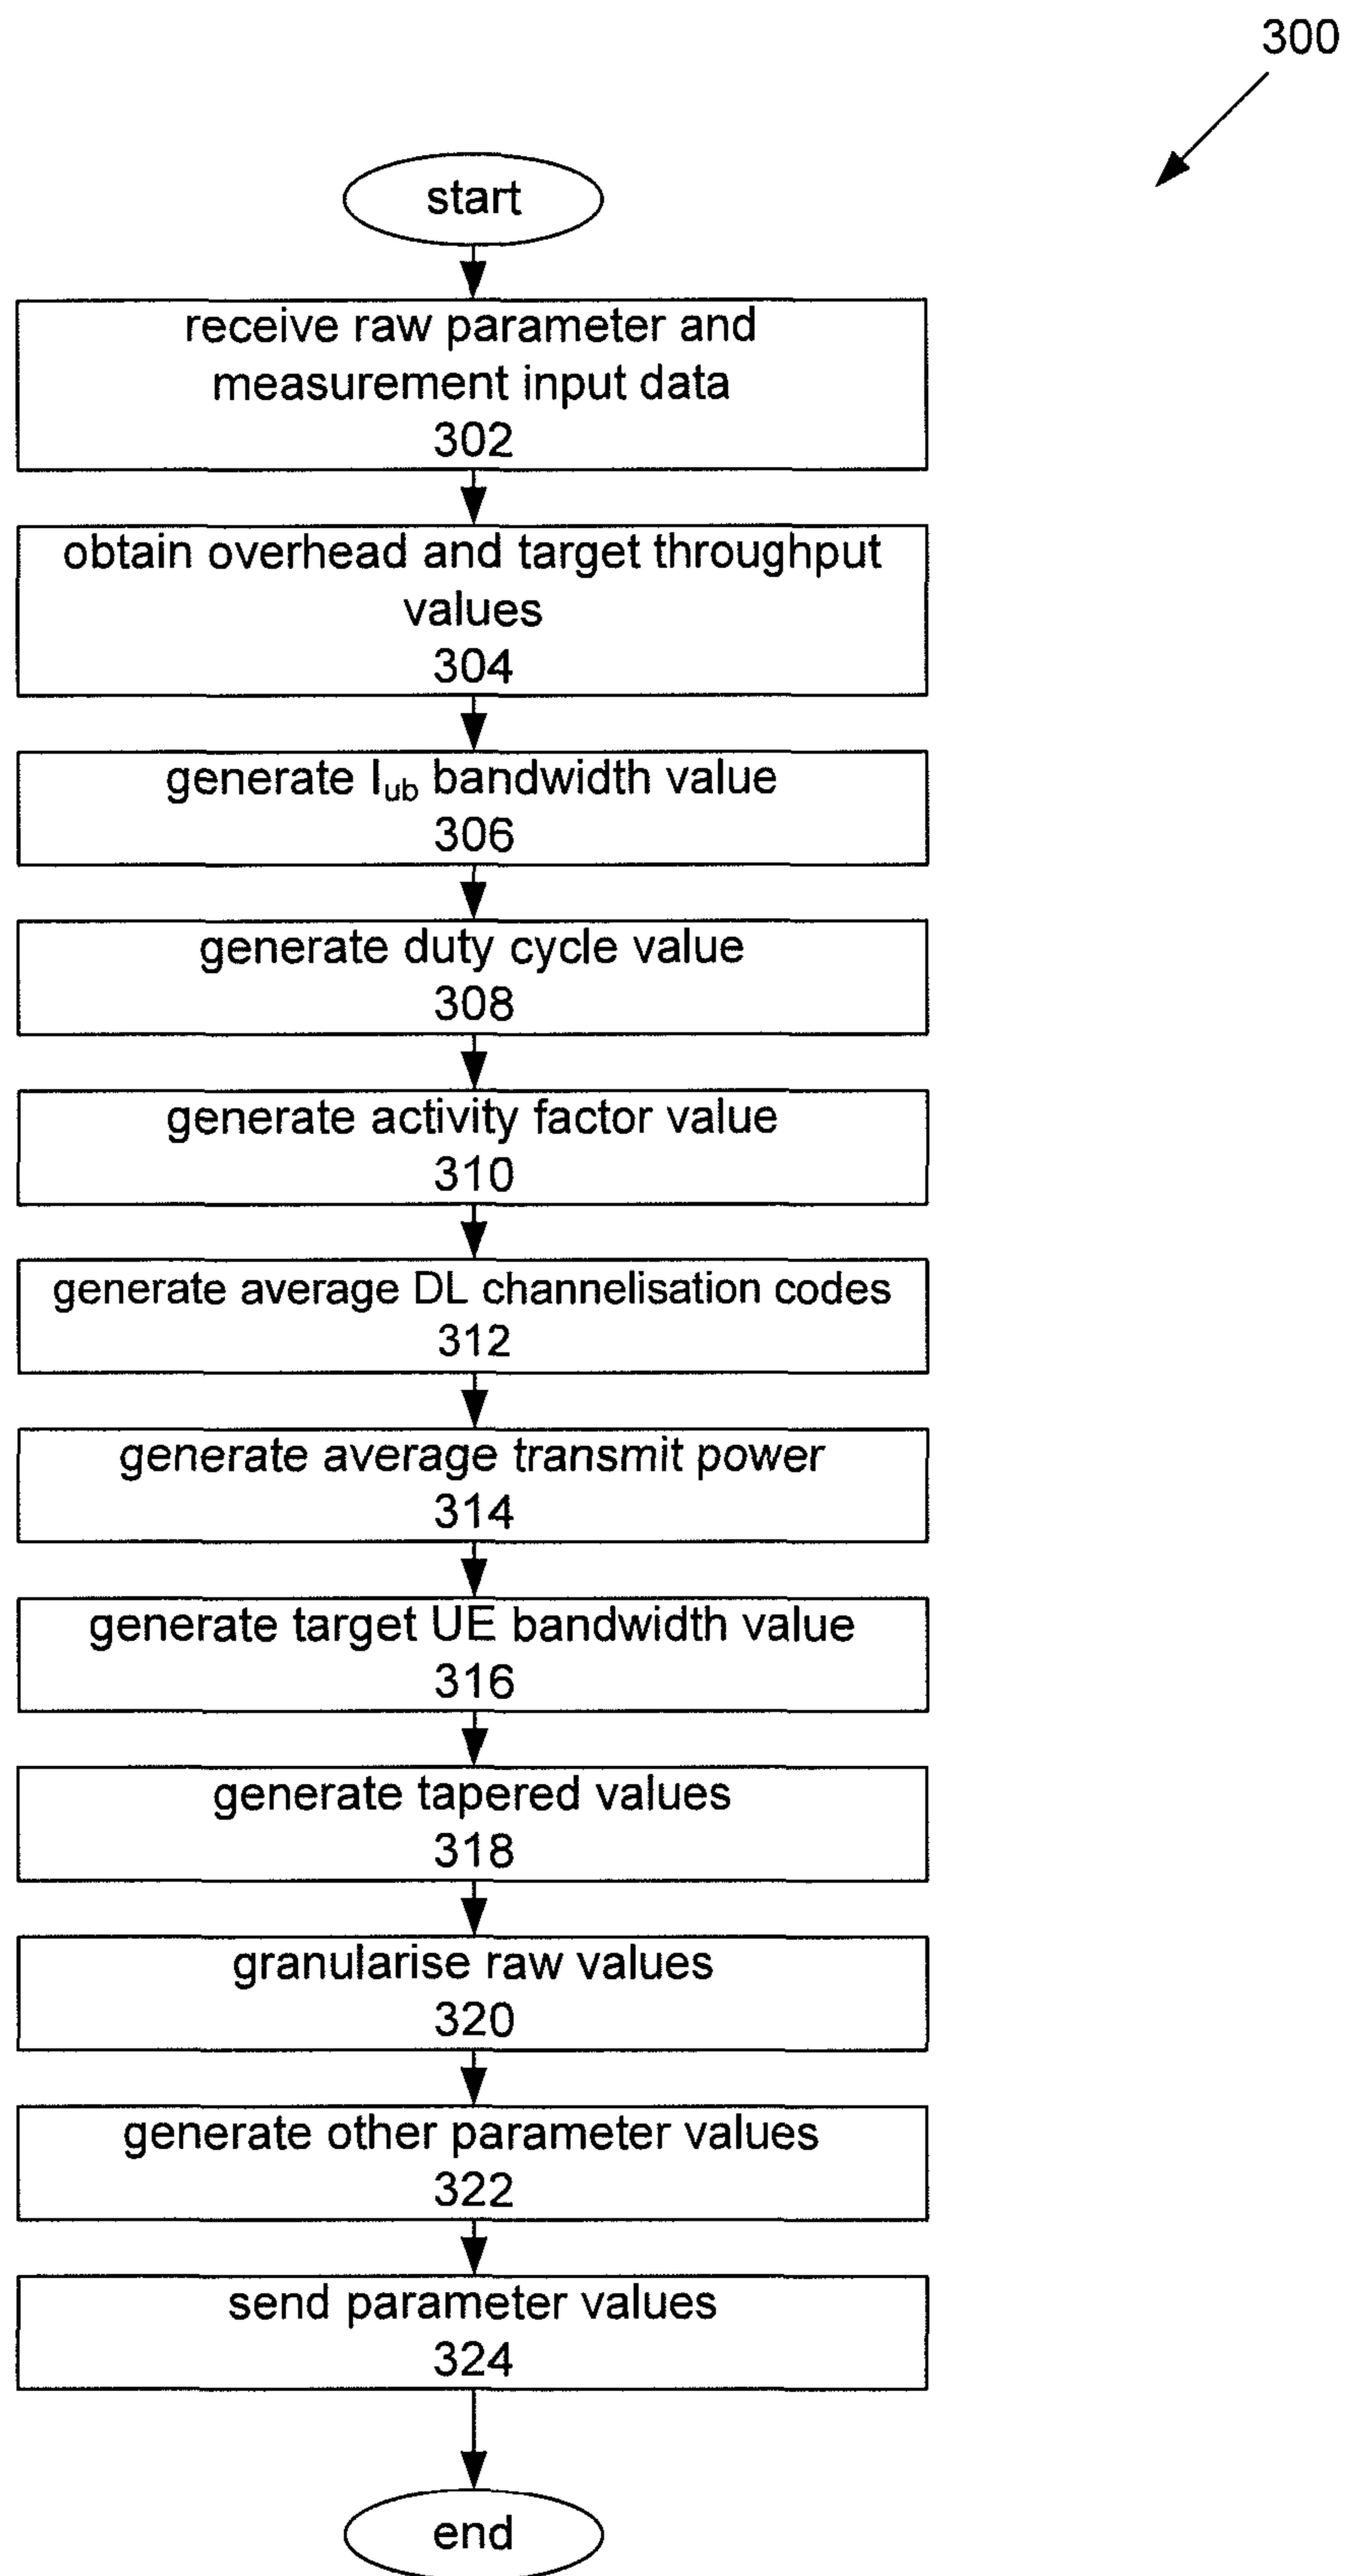 300
start
receive raw parameter and
measurement input data
302
obtain overhead and target throughput
values
304
generate Iub bandwidth value
306
generate duty cycle value
308
generate activity factor value
310
generate average DL channelisation codes
312
generate average transmit power
314
generate target UE bandwidth value
316
generate tapered values
318
granularise raw values
320
generate other parameter values
322
send parameter values
324
end